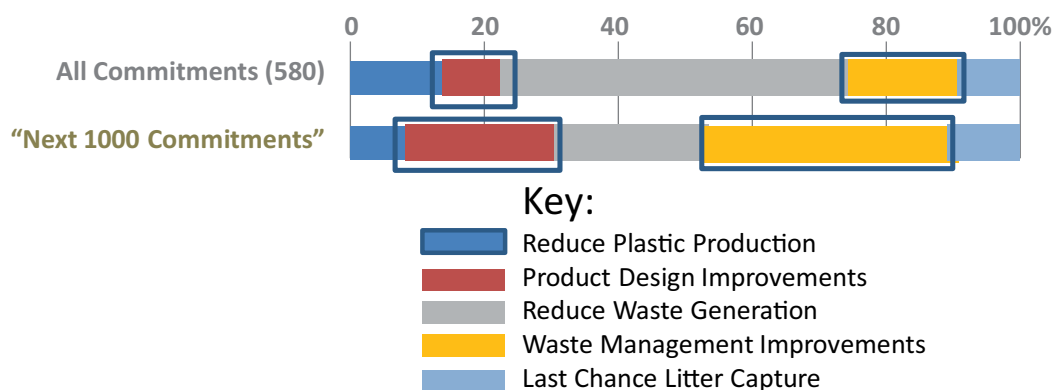 0 20 40 60 80 100%
All Commitments (580)
“Next 1000 Commitments”
Key:
Reduce Plastic Production
Product Design Improvements
Reduce Waste Generation
Waste Management Improvements
Last Chance Litter Capture